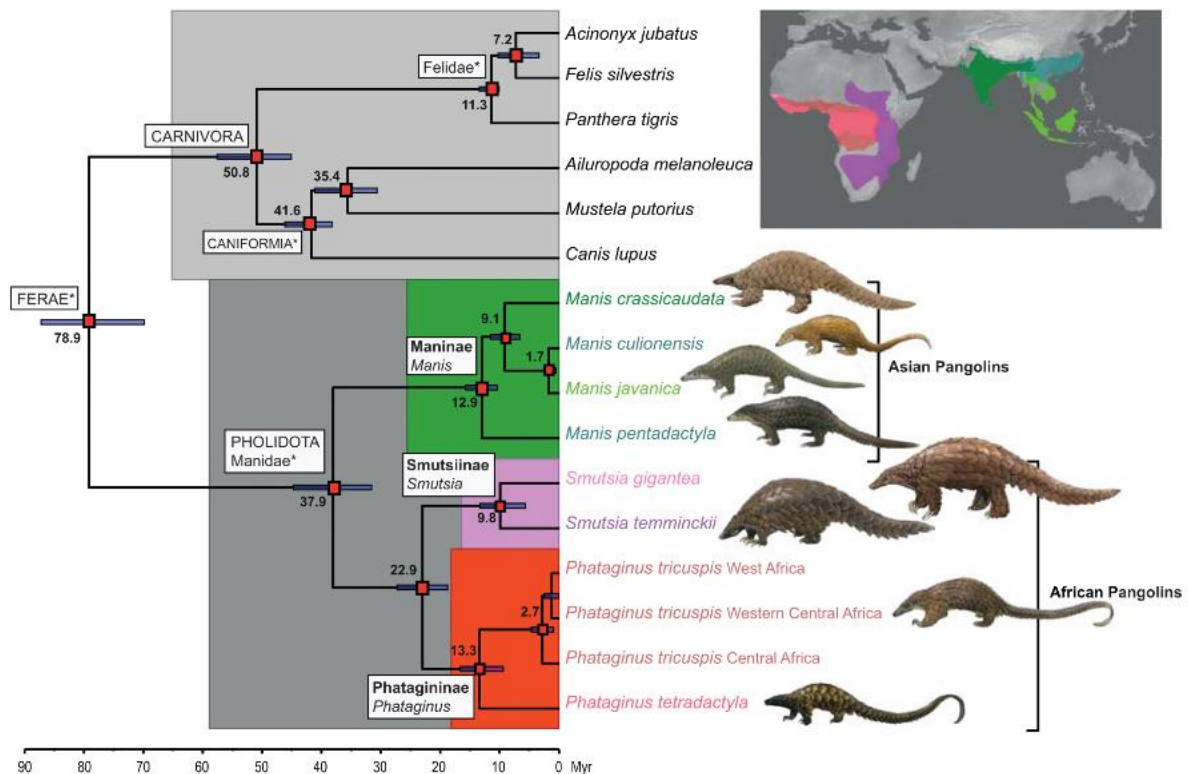 7.2
Acinonyx jubatus
Felidae*
Felis silvestris
11.3
Panthera tigris
CARNIVORA
50.8
35.4
Ailuropoda melanoleuca
Mustela putorius
41.6
CANIFORMIA*
Canis lupus
FERAE*
78.9
Manis crassicaudata
9.1
Maninae
Manis
Manis culionensis
1.7
Manis javanica
12.9
Manis pentadactyla
Asian Pangolins
PHOLIDOTA
Manidae*
37.9
Smutsiinae
Smutsia
Smutsia gigantea
9.8
Smutsia temminckii
22.9
Phataginus tricuspis West Africa
2.7
Phataginus tricuspis Western Central Africa
African Pangolins
Phataginus tricuspis Central Africa
13.3
Phatagininae
Phataginus
Phataginus tetradactyla
90 80 70 60 50 40 30 20 10 0 Myr